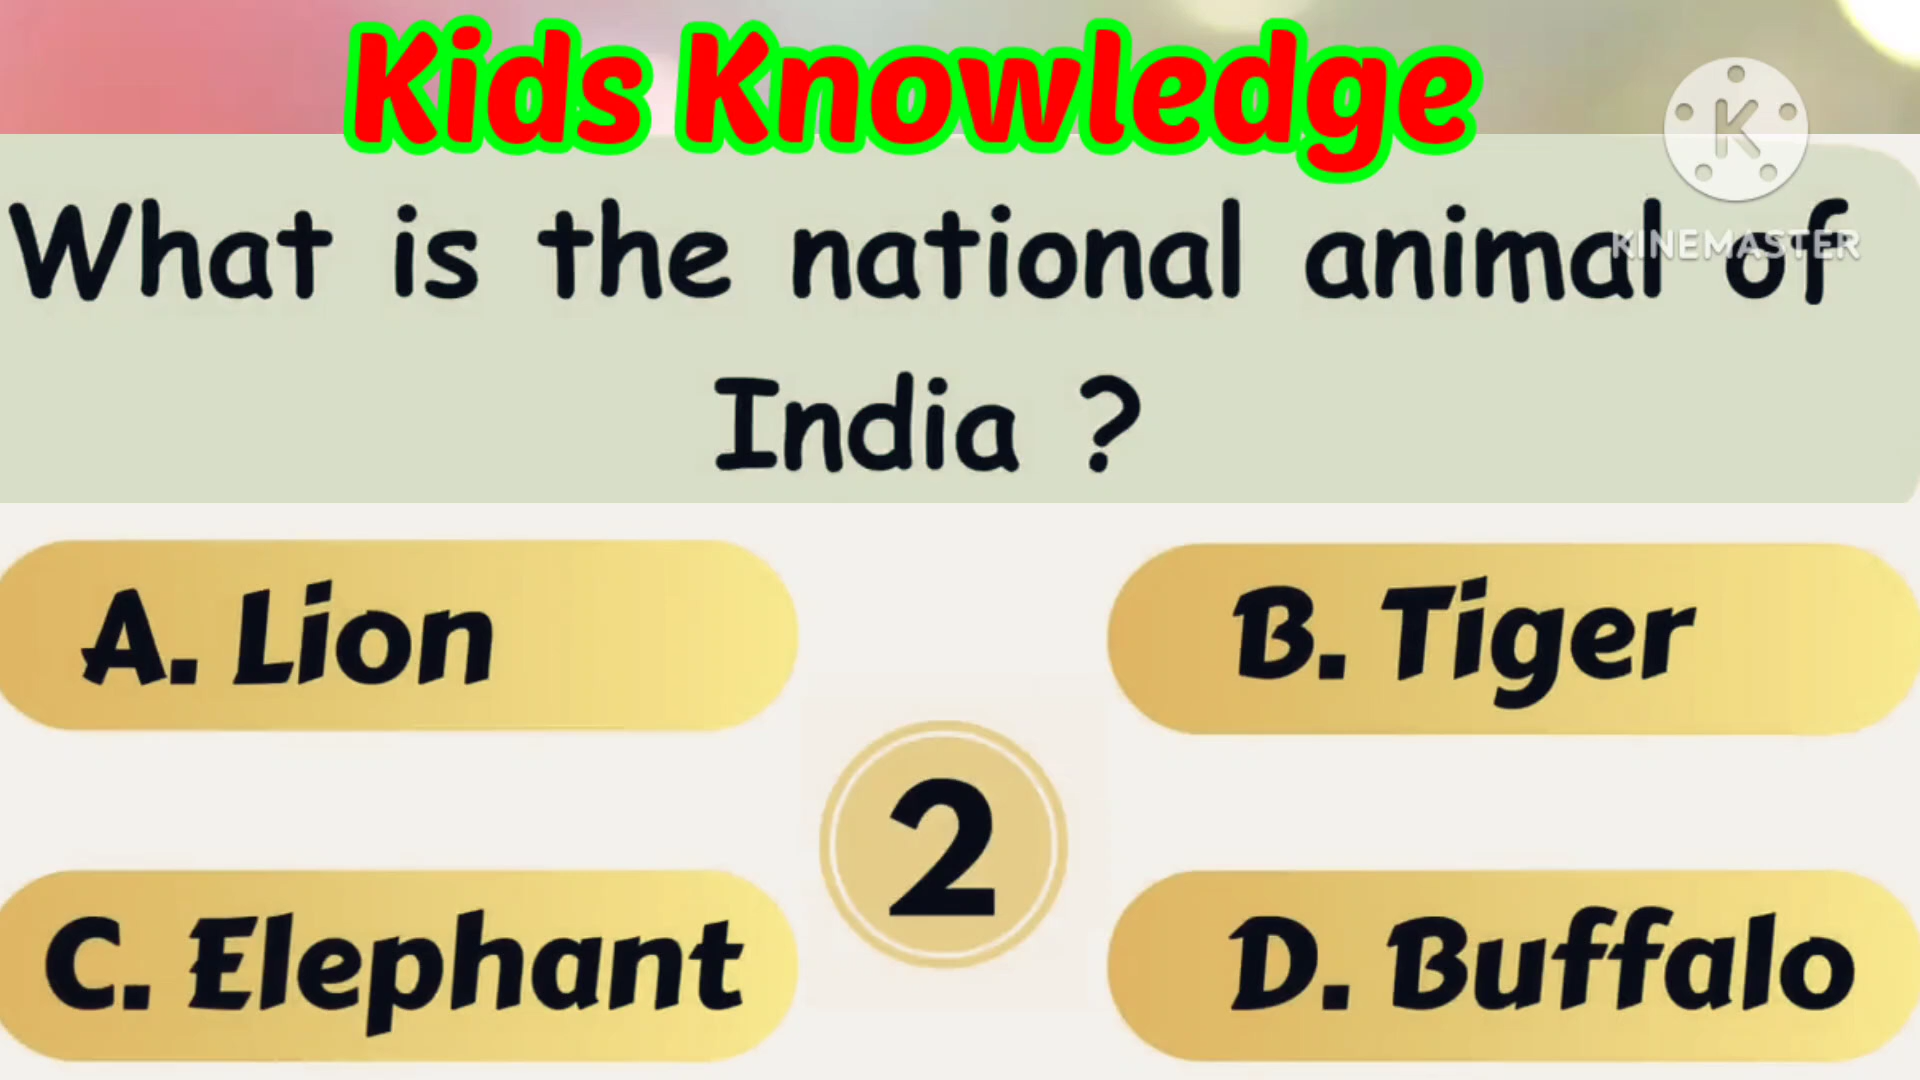 Kids Knowledge
K
KINEMASTER
What is the national animal of
India ?
A. Lion
B. Tiger
2
C. Elephant
D. Buffalo